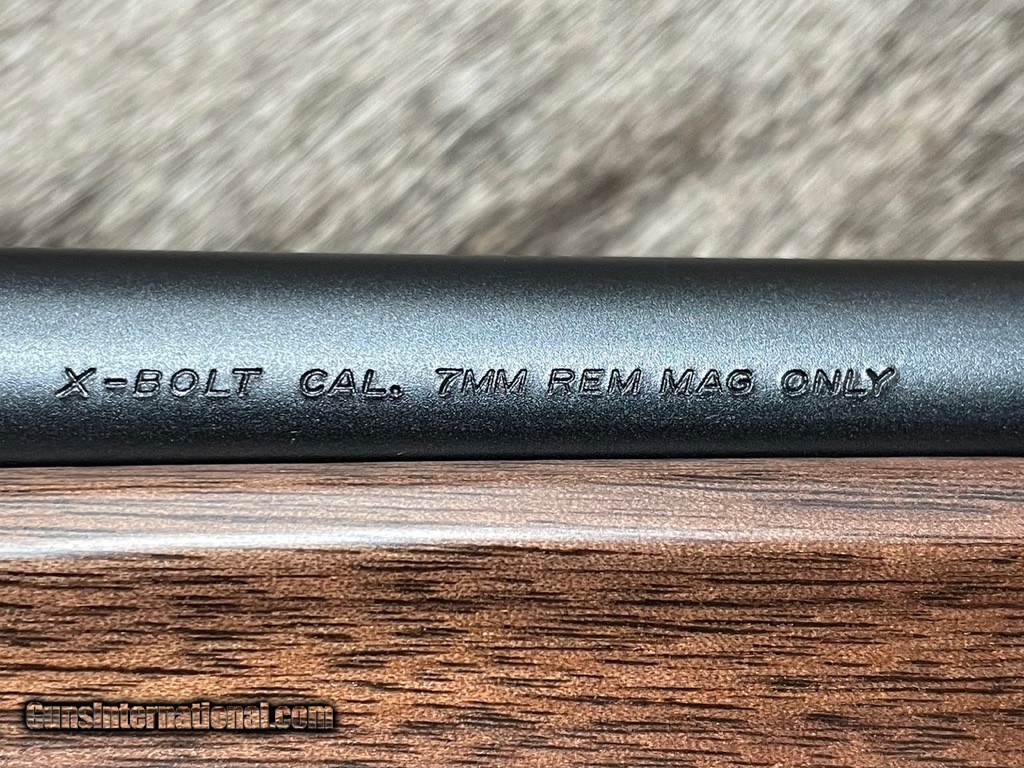 X-BOLT CAL. 7MM REM MAG ONLY
GunsInternational.com